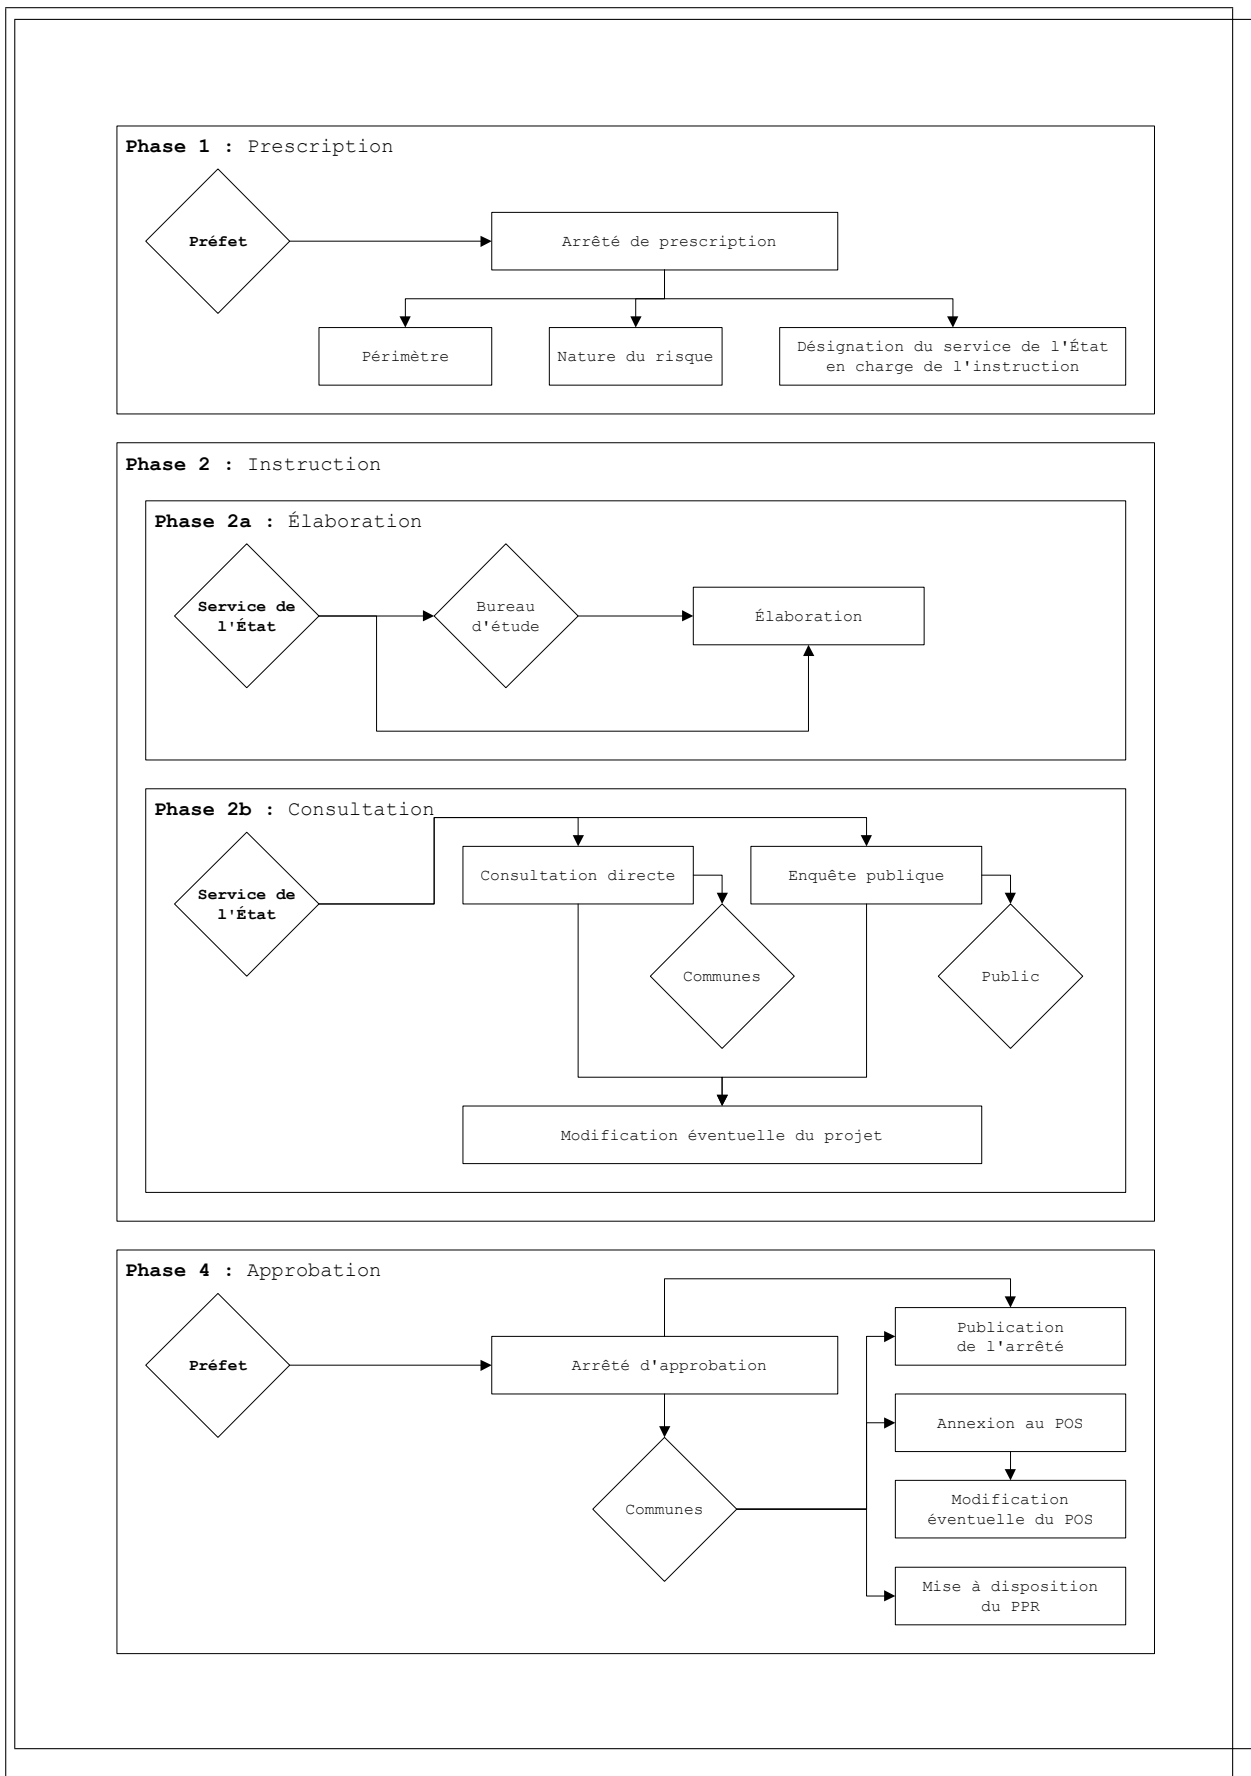 Phase 1 : Prescription
Préfet
Arrêté de prescription
Périmètre
Nature du risque
Désignation du service de l'État
en charge de l'instruction
Phase 2 : Instruction
Phase 2a : Élaboration
Service de
l'État
Bureau
d'étude
Élaboration
Phase 2b : Consultation
Service de
l'État
Consultation directe
Enquête publique
Communes
Public
Modification éventuelle du projet
Phase 4 : Approbation
Préfet
Arrêté d'approbation
Publication
de l'arrêté
Annexion au POS
Communes
Modification
éventuelle du POS
Mise à disposition
du PPR